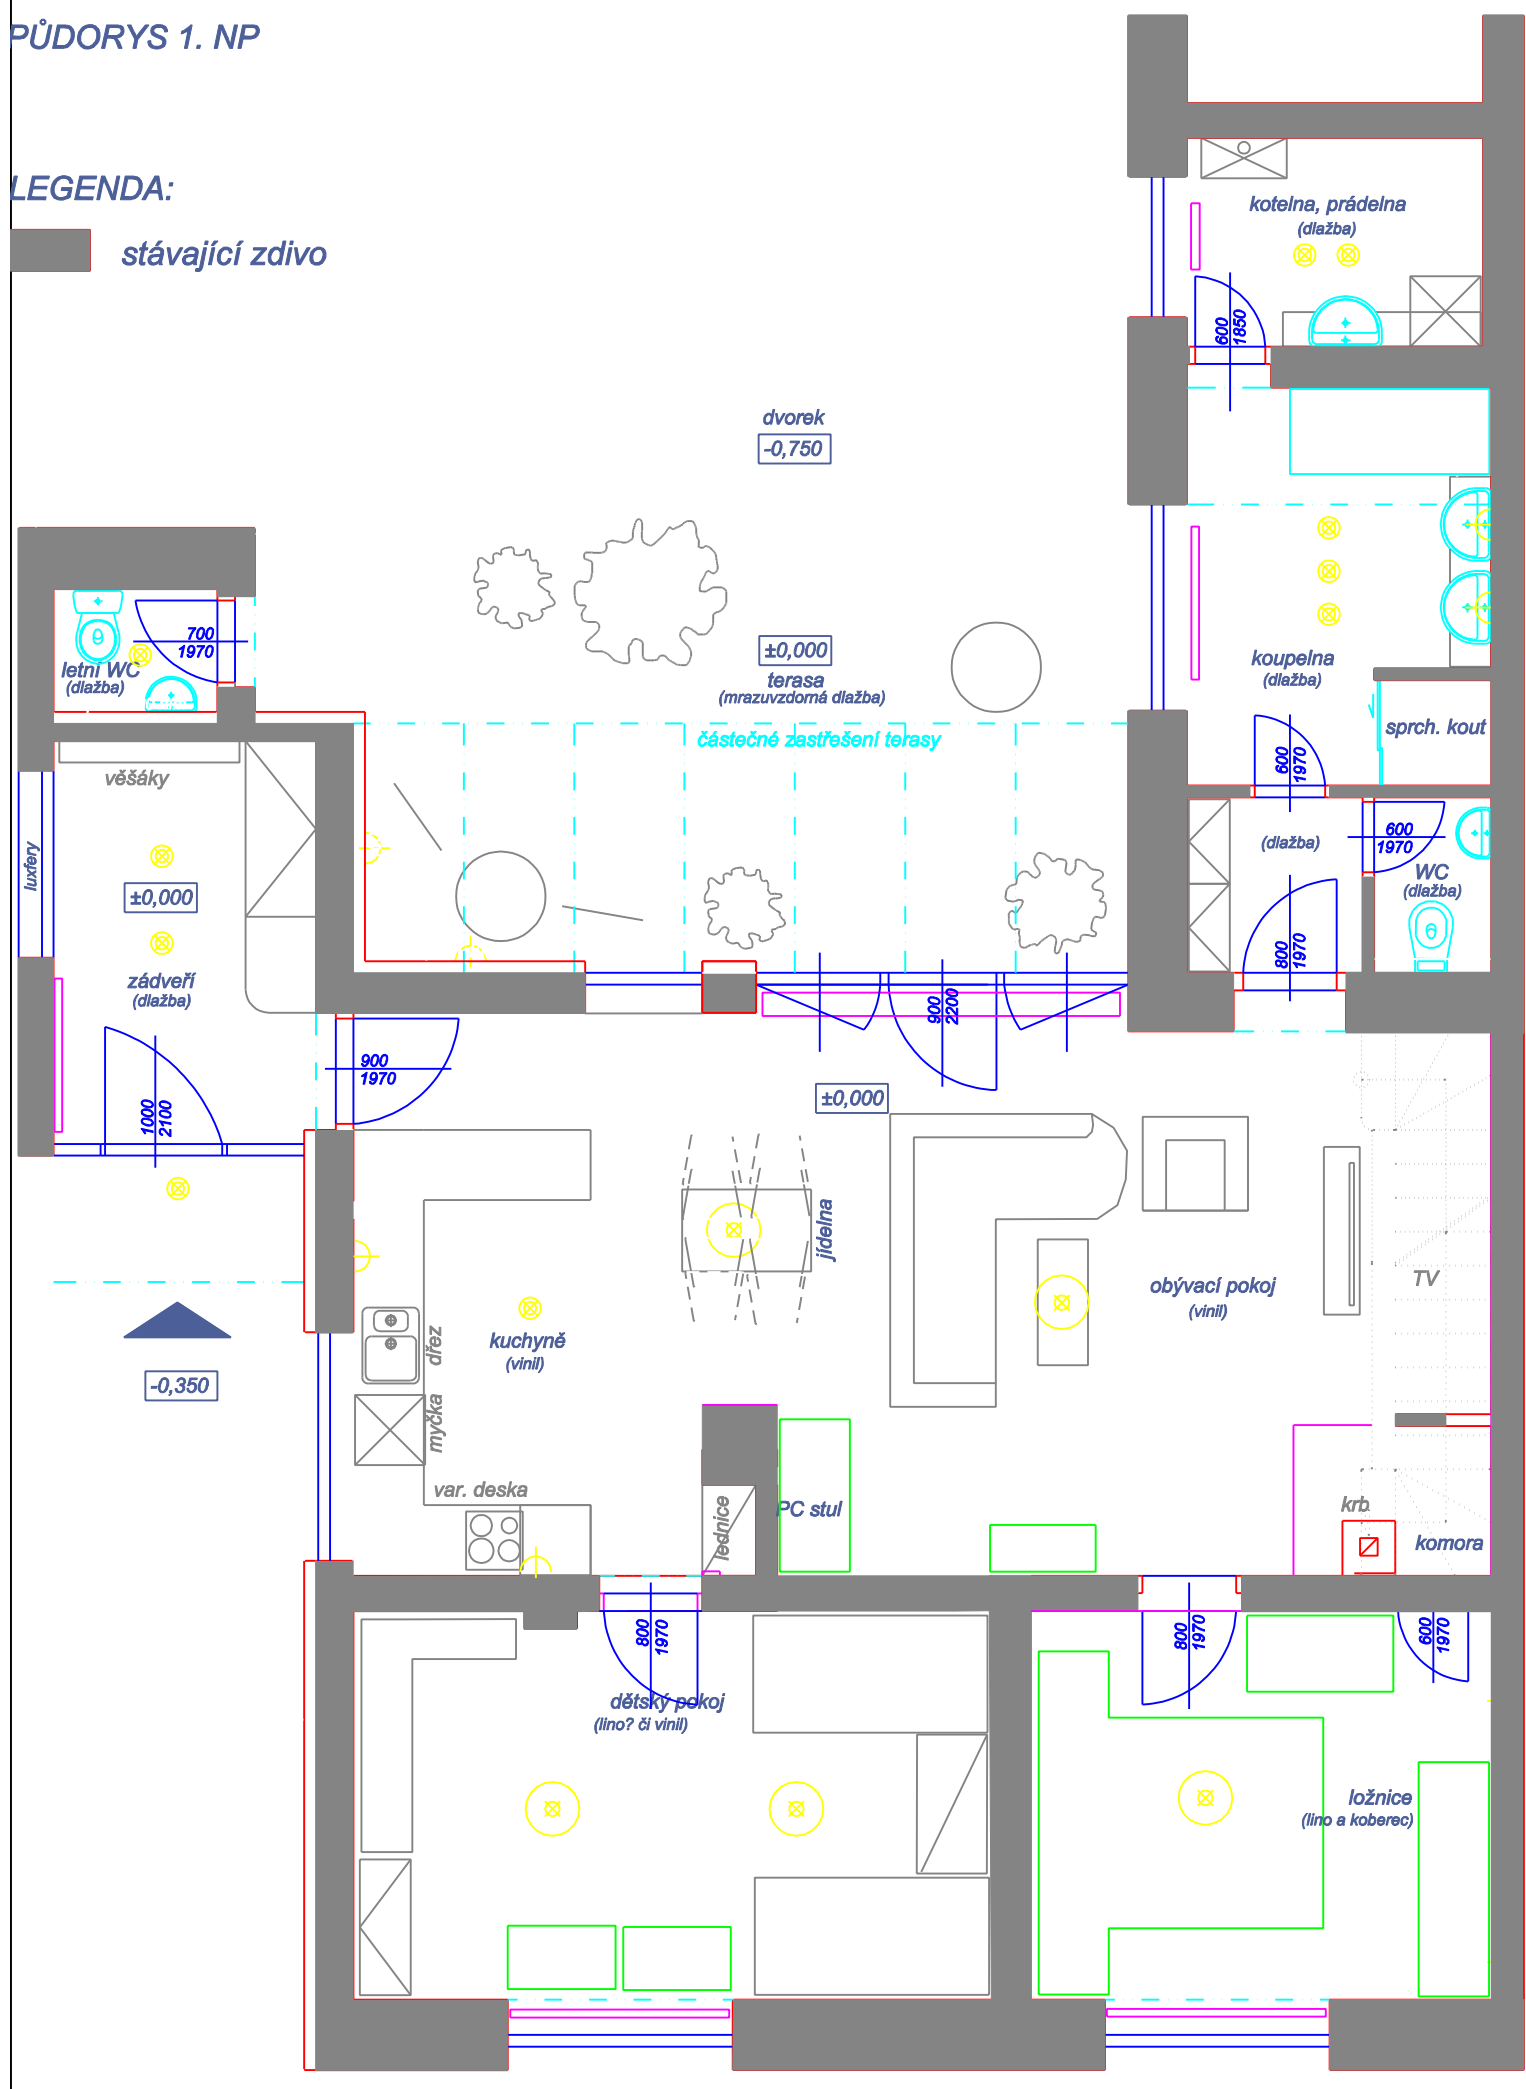 PŮDORYS 1. NP
LEGENDA:
stávající zdivo
kotelna, prádelna
(dlažba)
600
1850
dvorek
-0,750
700
1970
letní WC
(dlažba)
±0,000
terasa
(mrazuvzdorná dlažba)
částečné zastřešení terasy
koupelna
(dlažba)
sprch. kout
600
1970
věšáky
luxfery
±0,000
zádveří
(dlažba)
(dlažba)
600
1970
WC
(dlažba)
800
1970
900
2200
900
1970
1000
2100
±0,000
jídelna
obývací pokoj
(vinil)
TV
kuchyně
(vinil)
dřez
myčka
-0,350
var. deska
lednice
PC stul
krb
komora
800
1970
800
1970
600
1970
dětský pokoj
(lino? či vinil)
ložnice
(lino a koberec)